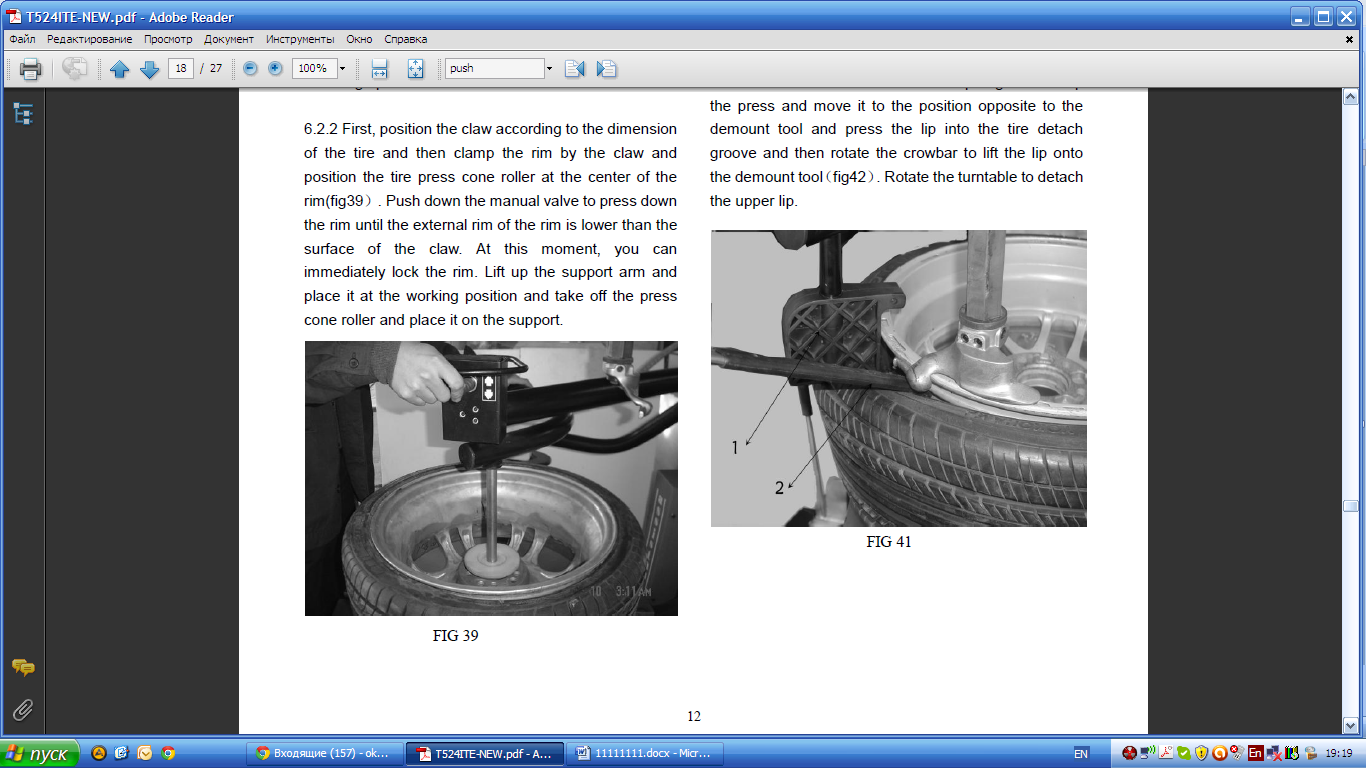 T524ITE-NEW.pdf - Adobe Reader
Файл Редактирование Просмотр Документ Инструменты Окно Справка
18 / 27 100% push
6.2.2 First, position the claw according to the dimension
of the tire and then clamp the rim by the claw and
position the tire press cone roller at the center of the
rim(fig39）. Push down the manual valve to press down
the rim until the external rim of the rim is lower than the
surface of the claw. At this moment, you can
immediately lock the rim. Lift up the support arm and
place it at the working position and take off the press
cone roller and place it on the support.
10 3:11AM
FIG 39
the press and move it to the position opposite to the
demount tool and press the lip into the tire detach
groove and then rotate the crowbar to lift the lip onto
the demount tool（fig42）. Rotate the turntable to detach
the upper lip.
1
2
FIG 41
12
пуск
Входящие (157) - ok...
T524ITE-NEW.pdf - A...
11111111.docx - Micr...
EN
En
19:19